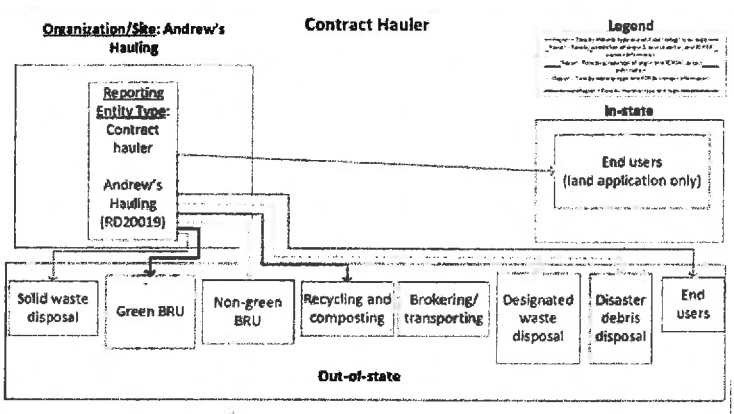 Contract Hauler
Organization/Site: Andrew's
Hauling
Legend
Reporting
Entity Type:
Contract
hauler
Andrew's
Hauling
(RD20019)
In-state
End users
(land application only)
Solid waste
disposal
Green BRU
Non-green
BRU
Recycling and
composting
Brokering/
transporting
Designated
waste
disposal
Disaster
debris
disposal
End
users
Out-of-state